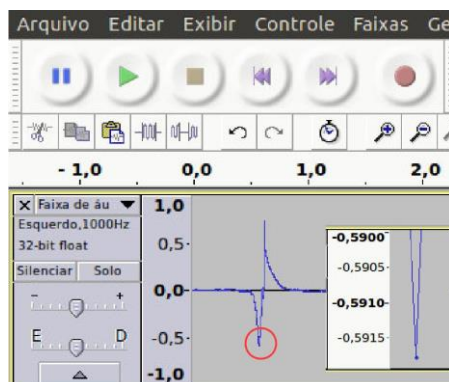 Arquivo Editar Exibir Controle Faixas Ge
- 1,0 0,0 1,0 2,0
X Faixa de áu
Esquerdo,1000Hz
32-bit float
Silenciar Solo
- +
E D
1,0
0,5-
0,0-
-0,5-
-1,0
-0,5900
-0,5905-
-0,5910-
-0,5915-